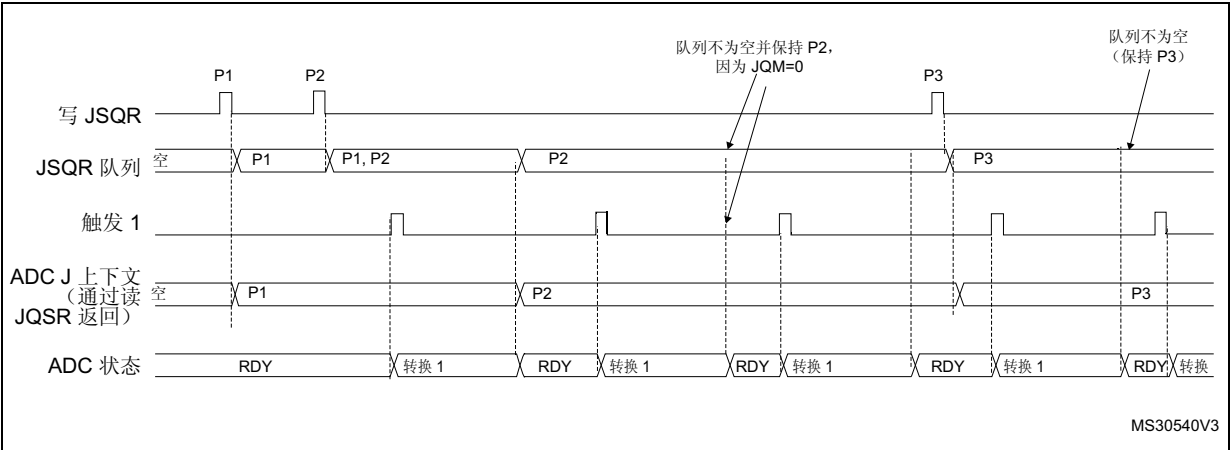 队列不为空并保持 P2，
因为 JQM=0
队列不为空
（保持 P3）
P1
P2
P3
写 JSQR
JSQR 队列
空
P1
P1, P2
P2
P3
触发 1
ADC J 上下文
（通过读
JQSR 返回）
空
P1
P2
P3
ADC 状态
RDY
转换 1
RDY
转换 1
RDY
转换 1
RDY
转换 1
RDY
转换
MS30540V3